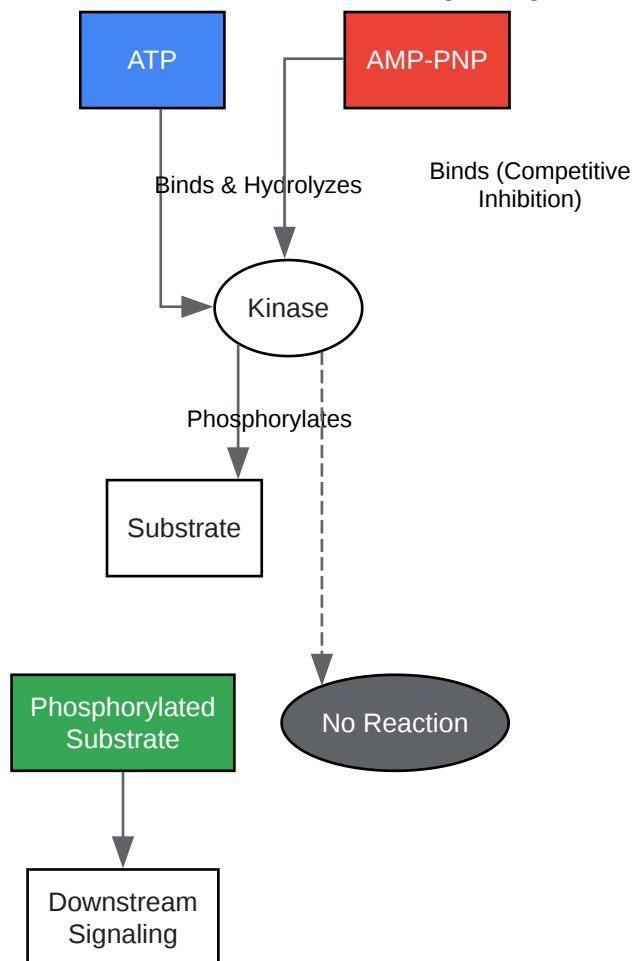 ATP
AMP-PNP
Binds & Hydrolyzes
Binds (Competitive
Inhibition)
Kinase
Phosphorylates
Substrate
Phosphorylated
Substrate
No Reaction
Downstream
Signaling